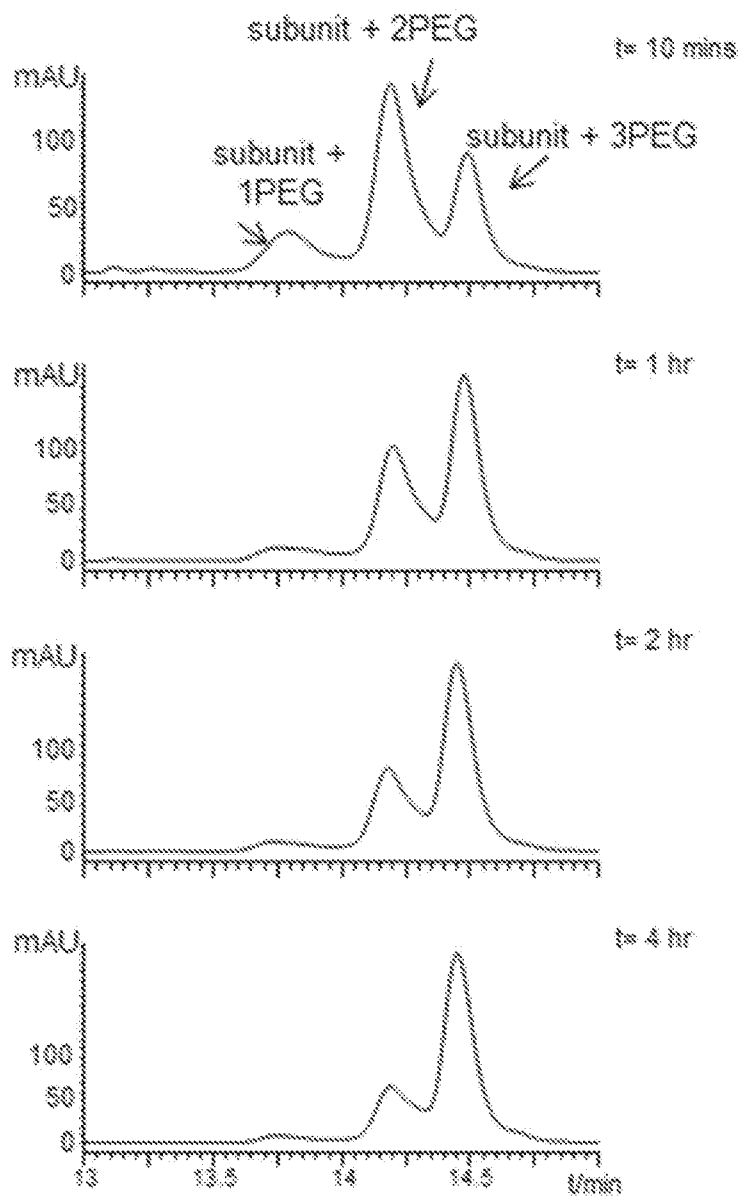 subunit + 2PEG
t= 10 mins
mAU
subunit +
1PEG
subunit + 3PEG
100
50
0
mAU
t= 1 hr
100
50
0
mAU
t= 2 hr
100
50
0
mAU
t= 4 hr
100
50
0
13
13.5
14
14.5
t/min